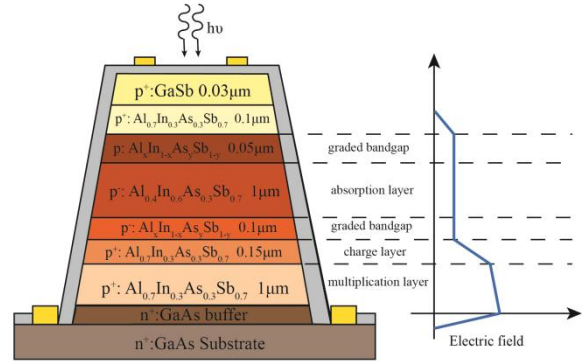 hυ
p⁺:GaSb 0.03μm
p⁺: Al₀.₇In₀.₃As₀.₃Sb₀.₇ 0.1μm
p: AlₓIn₁₋ₓAsᵧSb₁₋ᵧ 0.05μm
graded bandgap
p⁻: Al₀.₄In₀.₆As₀.₃Sb₀.₇ 1μm
absorption layer
p⁻: AlₓIn₁₋ₓAsᵧSb₁₋ᵧ 0.1μm
graded bandgap
p⁺: Al₀.₇In₀.₃As₀.₃Sb₀.₇ 0.15μm
charge layer
p⁺: Al₀.₇In₀.₃As₀.₃Sb₀.₇ 1μm
multiplication layer
n⁺:GaAs buffer
n⁺:GaAs Substrate
Electric field